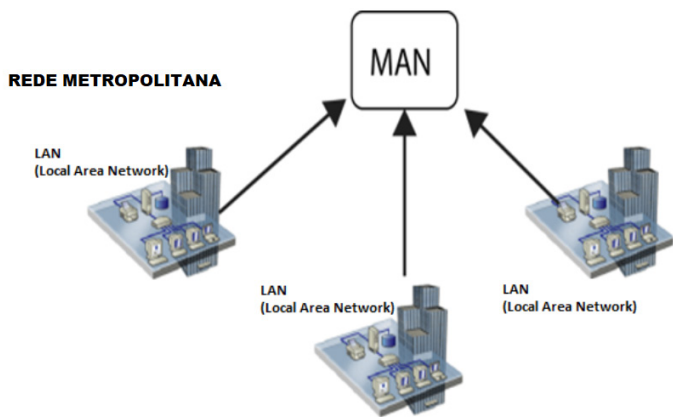 MAN
REDE METROPOLITANA
LAN
(Local Area Network)
LAN
(Local Area Network)
LAN
(Local Area Network)